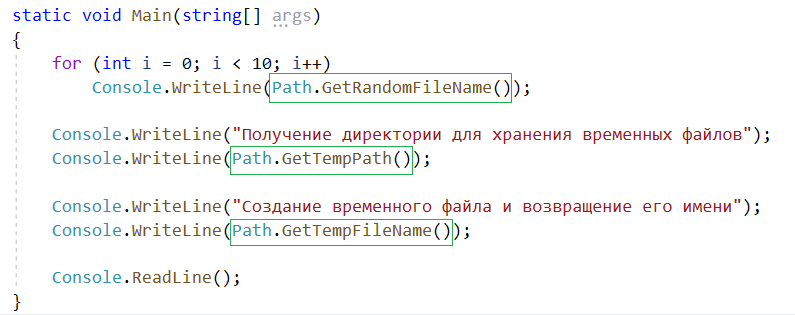 static void Main(string[] args)
{
for (int i = 0; i < 10; i++)
Console.WriteLine(Path.GetRandomFileName());
Console.WriteLine("Получение директории для хранения временных файлов");
Console.WriteLine(Path.GetTempPath());
Console.WriteLine("Создание временного файла и возвращение его имени");
Console.WriteLine(Path.GetTempFileName());
Console.ReadLine();
}